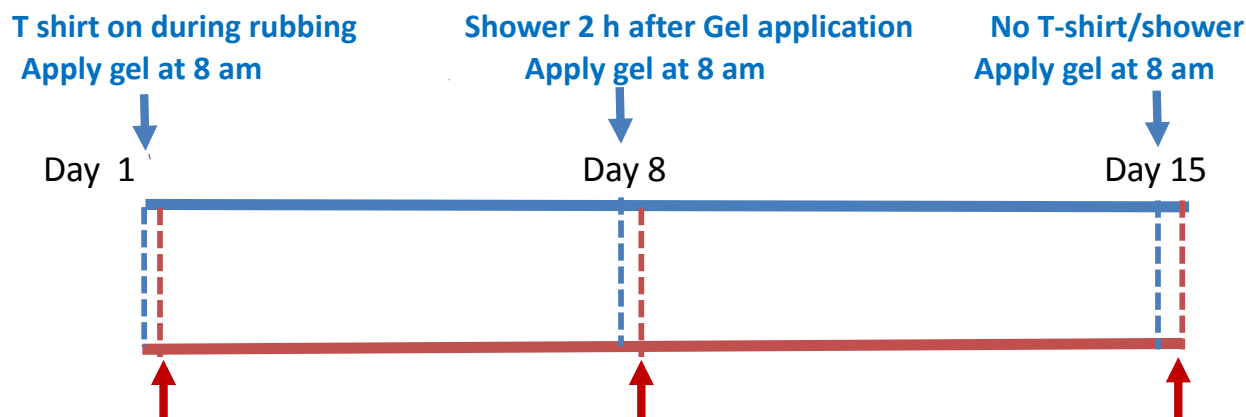 T shirt on during rubbing
Apply gel at 8 am
Shower 2 h after Gel application
Apply gel at 8 am
No T-shirt/shower
Apply gel at 8 am
Day 1
Day 8
Day 15